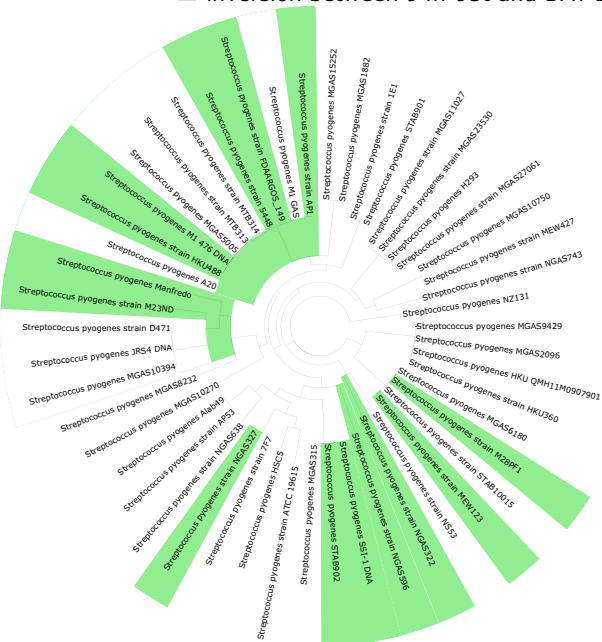 Streptococcus pyogenes MGAS15252
Streptococcus pyogenes MGAS1882
Streptococcus pyogenes strain 1E1
Streptococcus pyogenes STAB901
Streptococcus pyogenes strain MGAS11027
Streptococcus pyogenes strain MGAS23530
Streptococcus pyogenes H293
Streptococcus pyogenes strain MGAS27061
Streptococcus pyogenes MGAS10750
Streptococcus pyogenes strain MEW427
Streptococcus pyogenes strain NGAS743
Streptococcus pyogenes NZ131
Streptococcus pyogenes MGAS9429
Streptococcus pyogenes MGAS2096
Streptococcus pyogenes HKU QMH11M0907901
Streptococcus pyogenes strain HKU360
Streptococcus pyogenes MGAS6180
Streptococcus pyogenes strain M28PF1
Streptococcus pyogenes strain STAB10015
Streptococcus pyogenes strain MEW123
Streptococcus pyogenes strain NS53
Streptococcus pyogenes strain NGAS322
Streptococcus pyogenes strain NGAS596
Streptococcus pyogenes SSI-1 DNA
Streptococcus pyogenes STAB902
Streptococcus pyogenes MGAS315
Streptococcus pyogenes strain ATCC 19615
Streptococcus pyogenes HSC5
Streptococcus pyogenes strain 7F7
Streptococcus pyogenes strain NGAS327
Streptococcus pyogenes strain NGAS638
Streptococcus pyogenes strain AP53
Streptococcus pyogenes Alab49
Streptococcus pyogenes MGAS10270
Streptococcus pyogenes MGAS8232
Streptococcus pyogenes MGAS10394
Streptococcus pyogenes JRS4 DNA
Streptococcus pyogenes strain D471
Streptococcus pyogenes strain M23ND
Streptococcus pyogenes Manfredo
Streptococcus pyogenes A20
Streptococcus pyogenes strain HKU488
Streptococcus pyogenes M1 476 DNA
Streptococcus pyogenes MGAS5005
Streptococcus pyogenes strain MTB313
Streptococcus pyogenes strain MTB314
Streptococcus pyogenes strain 5448
Streptococcus pyogenes strain FDAARGOS_149
Streptococcus pyogenes M1 GAS
Streptococcus pyogenes strain AP1